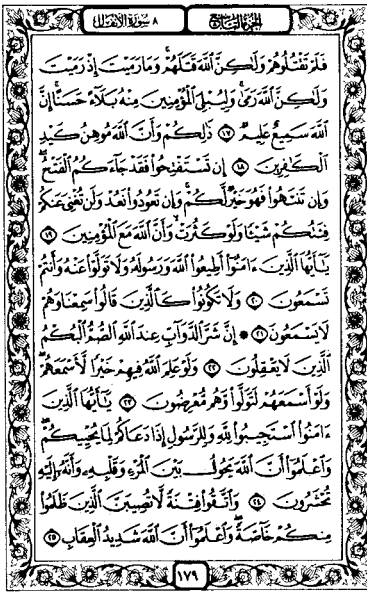 الجزء التاسع
٨ سورة الأنفال
فَلَمْ تَقْتُلُوهُمْ وَلَٰكِنَّ ٱللَّهَ قَتَلَهُمْ ۚ وَمَا رَمَيْتَ إِذْ رَمَيْتَ
وَلَٰكِنَّ ٱللَّهَ رَمَىٰ ۚ وَلِيُبْلِىَ ٱلْمُؤْمِنِينَ مِنْهُ بَلَآءً حَسَنًا ۚ إِنَّ
ٱللَّهَ سَمِيعٌ عَلِيمٌ ١٧ ذَٰلِكُمْ وَأَنَّ ٱللَّهَ مُوهِنُ كَيْدِ
ٱلْكَٰفِرِينَ ١٨ إِن تَسْتَفْتِحُوا۟ فَقَدْ جَآءَكُمُ ٱلْفَتْحُ ۖ
وَإِن تَنتَهُوا۟ فَهُوَ خَيْرٌ لَّكُمْ ۖ وَإِن تَعُودُوا۟ نَعُدْ وَلَن تُغْنِىَ عَنكُمْ
فِئَتُكُمْ شَيْـًٔا وَلَوْ كَثُرَتْ وَأَنَّ ٱللَّهَ مَعَ ٱلْمُؤْمِنِينَ ١٩
يَٰٓأَيُّهَا ٱلَّذِينَ ءَامَنُوٓا۟ أَطِيعُوا۟ ٱللَّهَ وَرَسُولَهُۥ وَلَا تَوَلَّوْا۟ عَنْهُ وَأَنتُمْ
تَسْمَعُونَ ٢٠ وَلَا تَكُونُوا۟ كَٱلَّذِينَ قَالُوا۟ سَمِعْنَا وَهُمْ
لَا يَسْمَعُونَ ٢١ ۞ إِنَّ شَرَّ ٱلدَّوَآبِّ عِندَ ٱللَّهِ ٱلصُّمُّ ٱلْبُكْمُ
ٱلَّذِينَ لَا يَعْقِلُونَ ٢٢ وَلَوْ عَلِمَ ٱللَّهُ فِيهِمْ خَيْرًا لَّأَسْمَعَهُمْ ۖ
وَلَوْ أَسْمَعَهُمْ لَتَوَلَّوا۟ وَّهُم مُّعْرِضُونَ ٢٣ يَٰٓأَيُّهَا ٱلَّذِينَ
ءَامَنُوا۟ ٱسْتَجِيبُوا۟ لِلَّهِ وَلِلرَّسُولِ إِذَا دَعَاكُمْ لِمَا يُحْيِيكُمْ ۖ
وَٱعْلَمُوٓا۟ أَنَّ ٱللَّهَ يَحُولُ بَيْنَ ٱلْمَرْءِ وَقَلْبِهِۦ وَأَنَّهُۥٓ إِلَيْهِ
تُحْشَرُونَ ٢٤ وَٱتَّقُوا۟ فِتْنَةً لَّا تُصِيبَنَّ ٱلَّذِينَ ظَلَمُوا۟
مِنكُمْ خَآصَّةً ۖ وَٱعْلَمُوٓا۟ أَنَّ ٱللَّهَ شَدِيدُ ٱلْعِقَابِ ٢٥
١٧٩